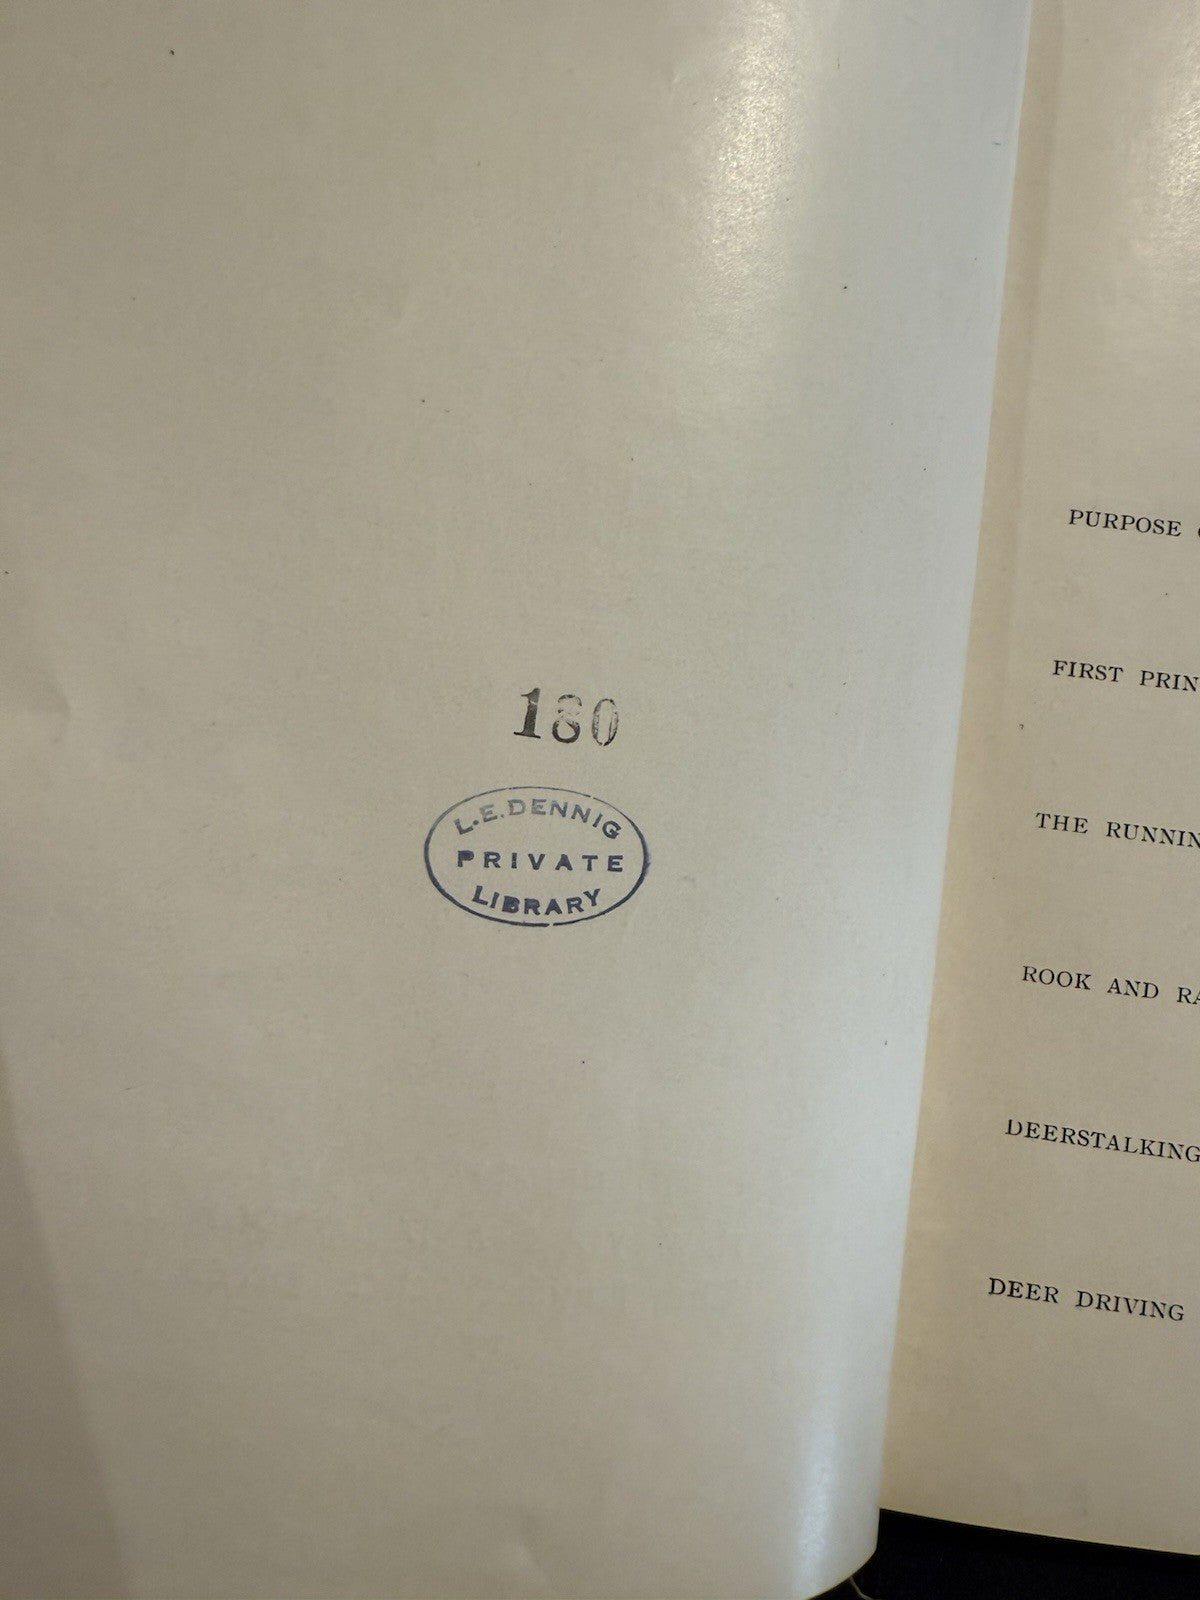 180
L.E.DENNIG
PRIVATE
LIBRARY
PURPOSE
FIRST PRIN
THE RUNNIN
ROOK AND RA
DEERSTALKING
DEER DRIVING